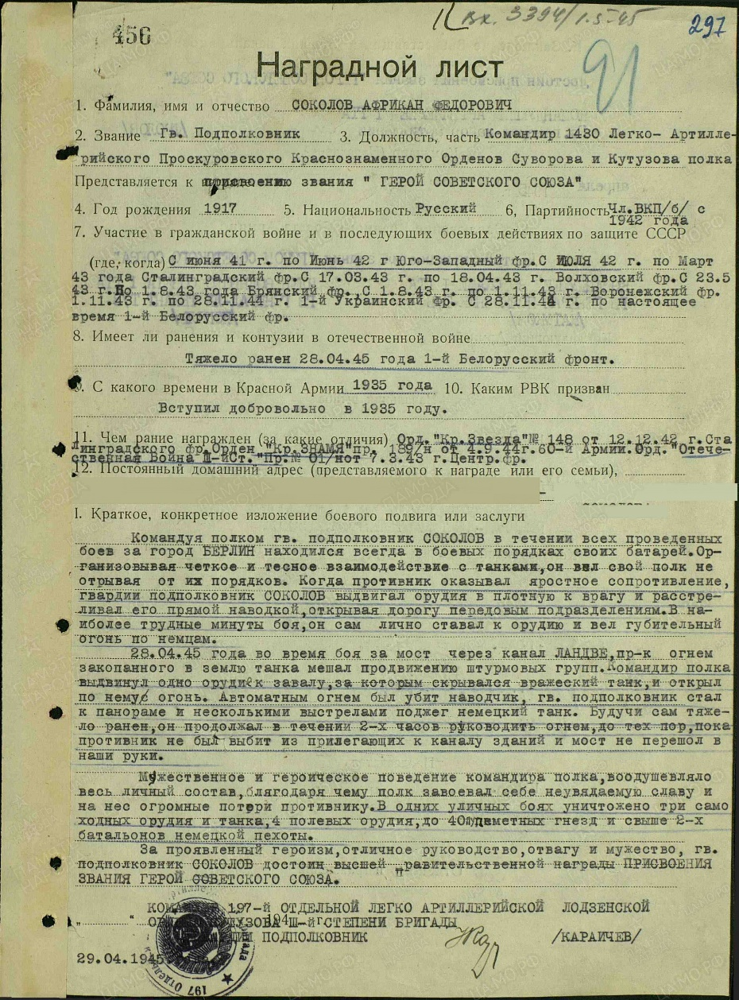 Вх. 3394/1.5.45
297
456
91
Наградной лист
1. Фамилия, имя и отчество СОКОЛОВ АФРИКАН ФЕДОРОВИЧ
2. Звание Гв. Подполковник 3. Должность, часть Командир 1430 Легко- Артилле-
рийского Проскуровского Краснознаменного Орденов Суворова и Кутузова полка
Представляется к присвоению звания " ГЕРОЙ СОВЕТСКОГО СОЮЗА"
4. Год рождения 1917 5. Национальность Русский 6, Партийность Чл.ВКП/б/ с
1942 года
7. Участие в гражданской войне и в последующих боевых действиях по защите СССР
(где, когда) С июня 41 г. по Июнь 42 г Юго-Западный фр.С ИЮЛЯ 42 г. по Март
43 года Сталинградский фр.С 17.03.43 г. по 18.04.43 г. Волховский фр.С 23.5
43 г.По 1.8.43 года Брянский фр. С 1.8.43 г. по 1.11.43 г. Воронежский фр.
1.11.43 г. по 28.11.44 г. 1-й Украинский Фр. С 28.11.44 г. по настоящее
время 1-й Белорусский фр.
8. Имеет ли ранения и контузии в отечественной войне
Тяжело ранен 28.04.45 года 1-й Белорусский фронт.
9. С какого времени в Красной Армии 1935 года 10. Каким РВК призван
Вступил добровольно в 1935 году.
11. Чем рание награжден (за какие отличия) Орд."Кр.Звезда"№ 148 от 12.12.42 г.Ста
линградского фр.Орден "Кр.ЗНАМЯ"пр. 189/н от 4.9.44г.60-й Армии.Орд."Отече-
ственная Война Ш-йСт."Пр.№ 01/нот 7.3.43 г.Центр.фр.
12. Постоянный домашний адрес (представляемого к награде или его семьи),
I. Краткое, конкретное изложение боевого подвига или заслуги
Командуя полком гв. подполковник СОКОЛОВ в течении всех проведенных
боев за город БЕРЛИН находился всегда в боевых порядках своих батарей.Ор-
ганизовывая четкое и тесное взаимодействие с танками,он вел свой полк не
отрывая от их порядков. Когда противник оказывал яростное сопротивление,
гвардии подполковник СОКОЛОВ выдвигал орудия в плотную к врагу и расстре-
ливал его прямой наводкой,открывая дорогу передовым подразделениям.В на-
иболее трудные минуты боя,он сам лично ставал к орудию и вел губительный
огонь по немцам.
28.04.45 года во время боя за мост через канал ЛАНДВЕ,пр-к огнем
закопанного в землю танка мешал продвижению штурмовых групп.Командир полка
выдвинул одно орудие к завалу,за которым скрывался вражеский танк,и открыл
по нему огонь. Автоматным огнем был убит наводчик, гв. подполковник стал
к панораме и несколькими выстрелами поджег немецкий танк. Будучи сам тяже-
ло ранен,он продолжал в течении 2-х часов руководить огнем,до тех пор,пока
противник не был выбит из прилегающих к каналу зданий и мост не перешол в
наши руки.
Мужественное и героическое поведение командира полка,воодушевляло
весь личный состав,блягодаря чему полк завоевал себе неувядаемую славу и
на нес огромные потери противнику.В одних уличных боях уничтожено три само
ходных орудия и танка,4 полевых орудия,до 40 пулеметных гнезд и свыше 2-х
батальонов немецкой пехоты.
За проявленный героизм,отличное руководство,отвагу и мужество, гв.
подполковник СОКОЛОВ достоин высшей правительственной награды ПРИСВОЕНИЯ
ЗВАНИЯ ГЕРОЙ СОВЕТСКОГО СОЮЗА.
197-й ОТДЕЛЬНОЙ ЛЕГКО АРТИЛЛЕРИЙСКОЙ ЛОДЗЕНСКОЙ
194 г.
Ш-й СТЕПЕНИ БРИГАДЫ
ПОДПОЛКОВНИК /КАРАИЧЕВ/
29.04.1945
197